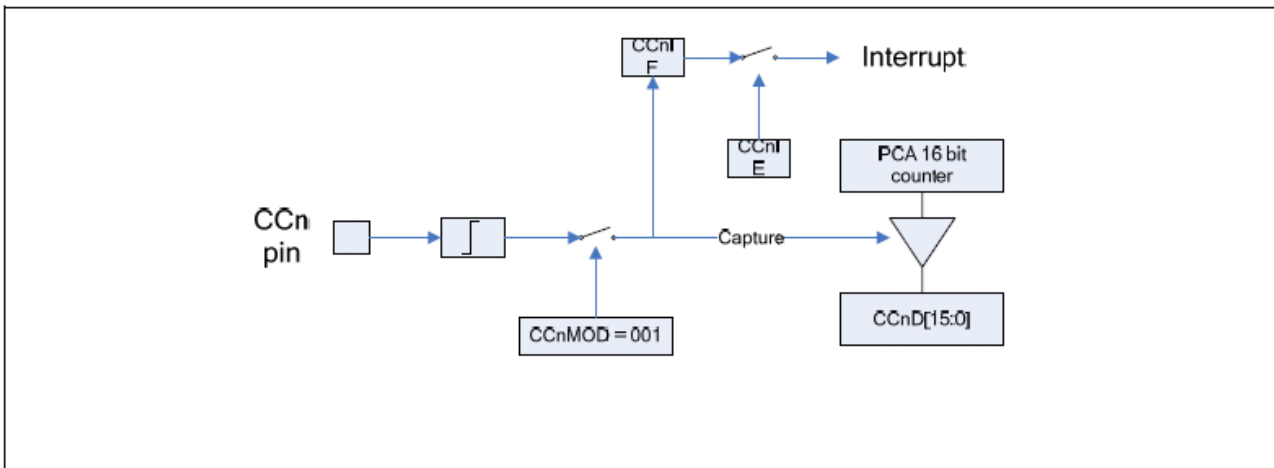 CCnI
F
Interrupt
CCnI
E
PCA 16 bit
counter
CCn
pin
Capture
CCnMOD = 001
CCnD[15:0]